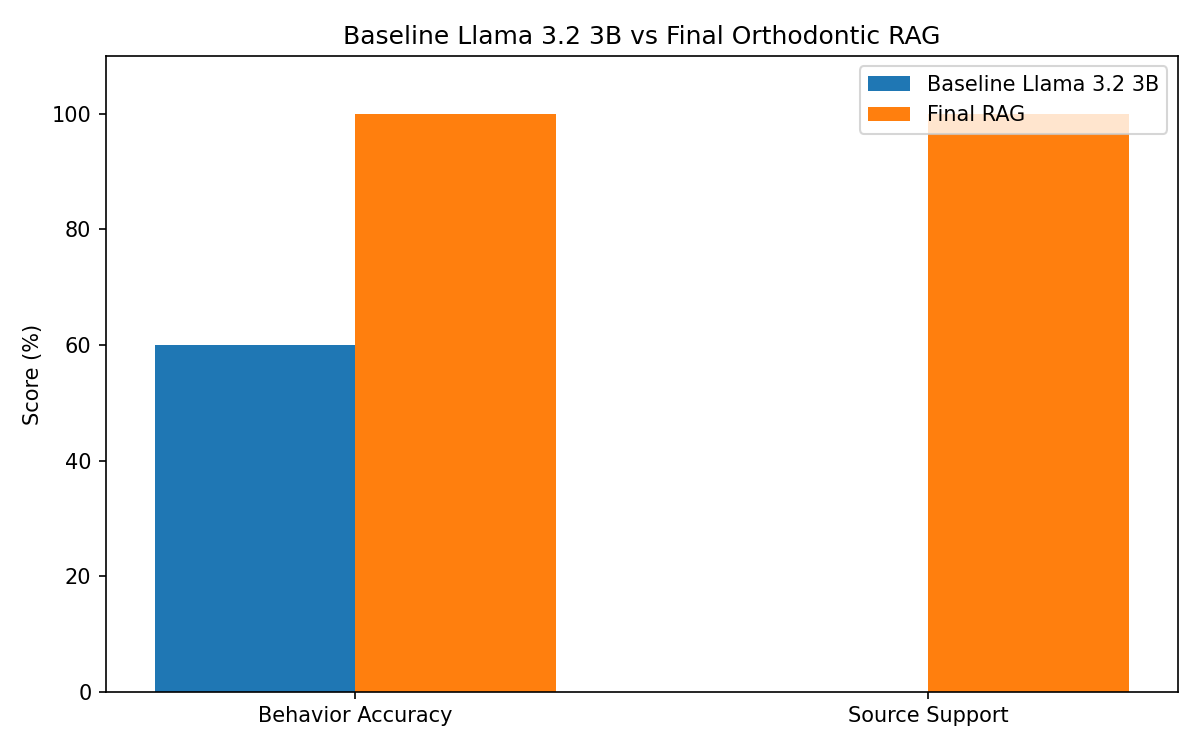 Baseline Llama 3.2 3B vs Final Orthodontic RAG
Baseline Llama 3.2 3B
Final RAG
Score (%)
100
80
60
40
20
0
Behavior Accuracy
Source Support